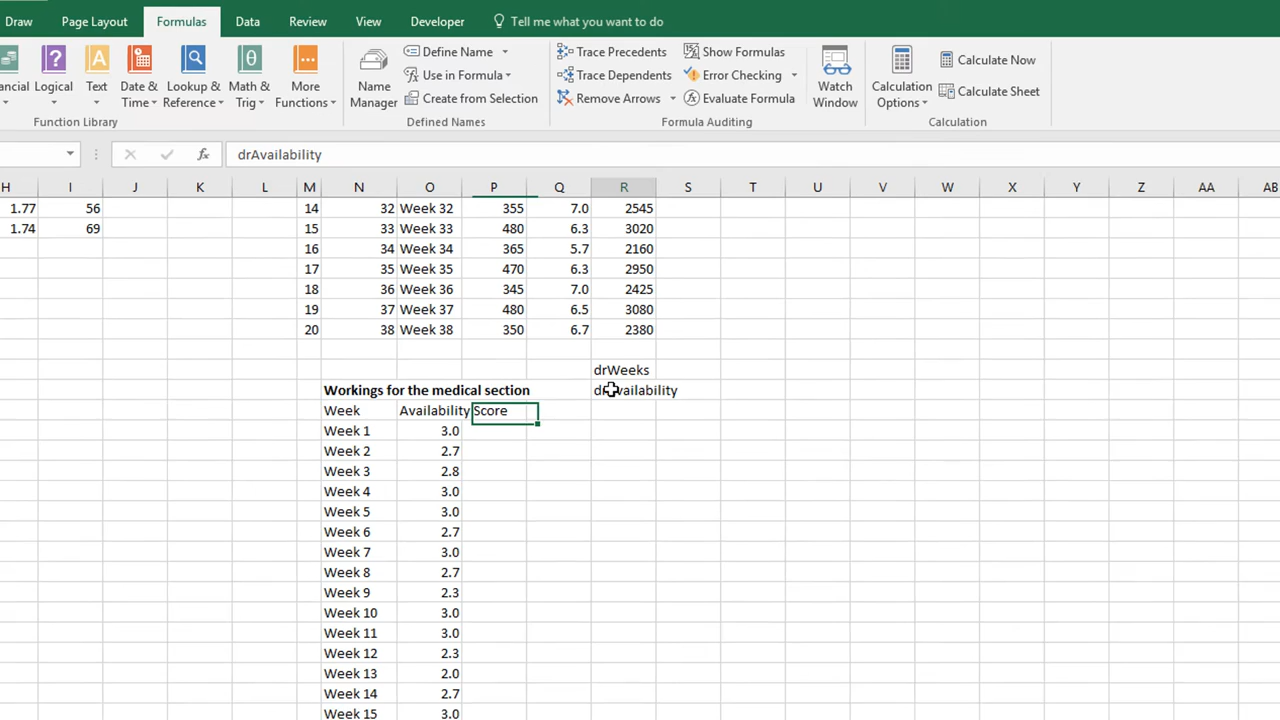 Draw Page Layout Formulas Data Review View Developer Tell me what you want to do
ancial Logical Text Date & Time Lookup & Reference Math & Trig More Functions
Name Manager Define Name Use in Formula Create from Selection
Trace Precedents Trace Dependents Remove Arrows Show Formulas Error Checking Evaluate Formula
Watch Window Calculation Options Calculate Now Calculate Sheet
Function Library Defined Names Formula Auditing Calculation
fx drAvailability
H I J K L M N O P Q R S T U V W X Y Z AA AB
1.77 56 14 32 Week 32 355 7.0 2545
1.74 69 15 33 Week 33 480 6.3 3020
16 34 Week 34 365 5.7 2160
17 35 Week 35 470 6.3 2950
18 36 Week 36 345 7.0 2425
19 37 Week 37 480 6.5 3080
20 38 Week 38 350 6.7 2380
drWeeks
Workings for the medical section drAvailability
Week Availability Score
Week 1 3.0
Week 2 2.7
Week 3 2.8
Week 4 3.0
Week 5 3.0
Week 6 2.7
Week 7 3.0
Week 8 2.7
Week 9 2.3
Week 10 3.0
Week 11 3.0
Week 12 2.3
Week 13 2.0
Week 14 2.7
Week 15 3.0